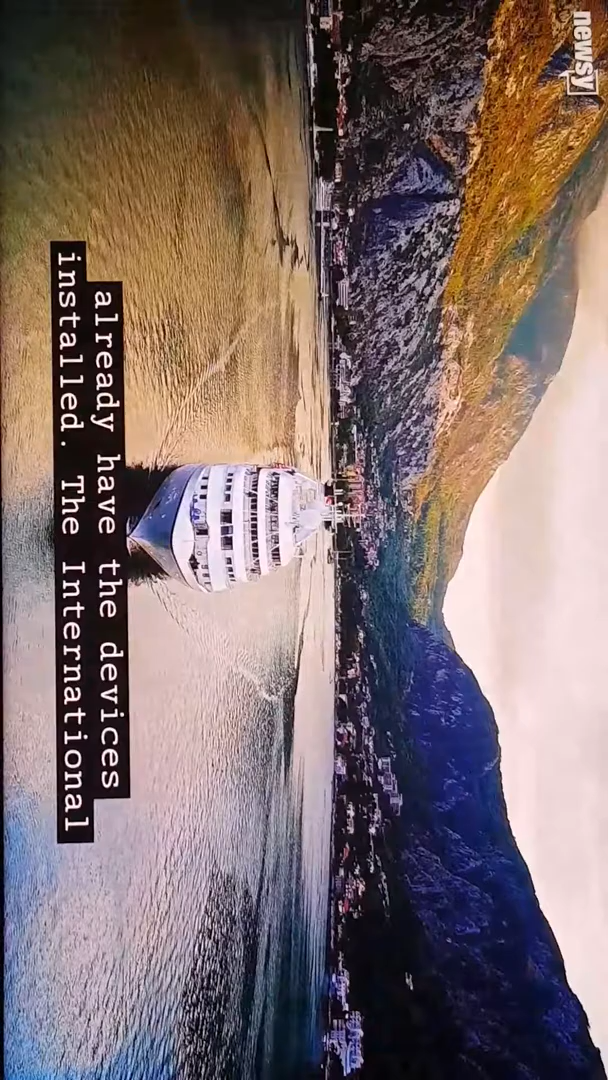 newsy
already have the devices
installed. The International